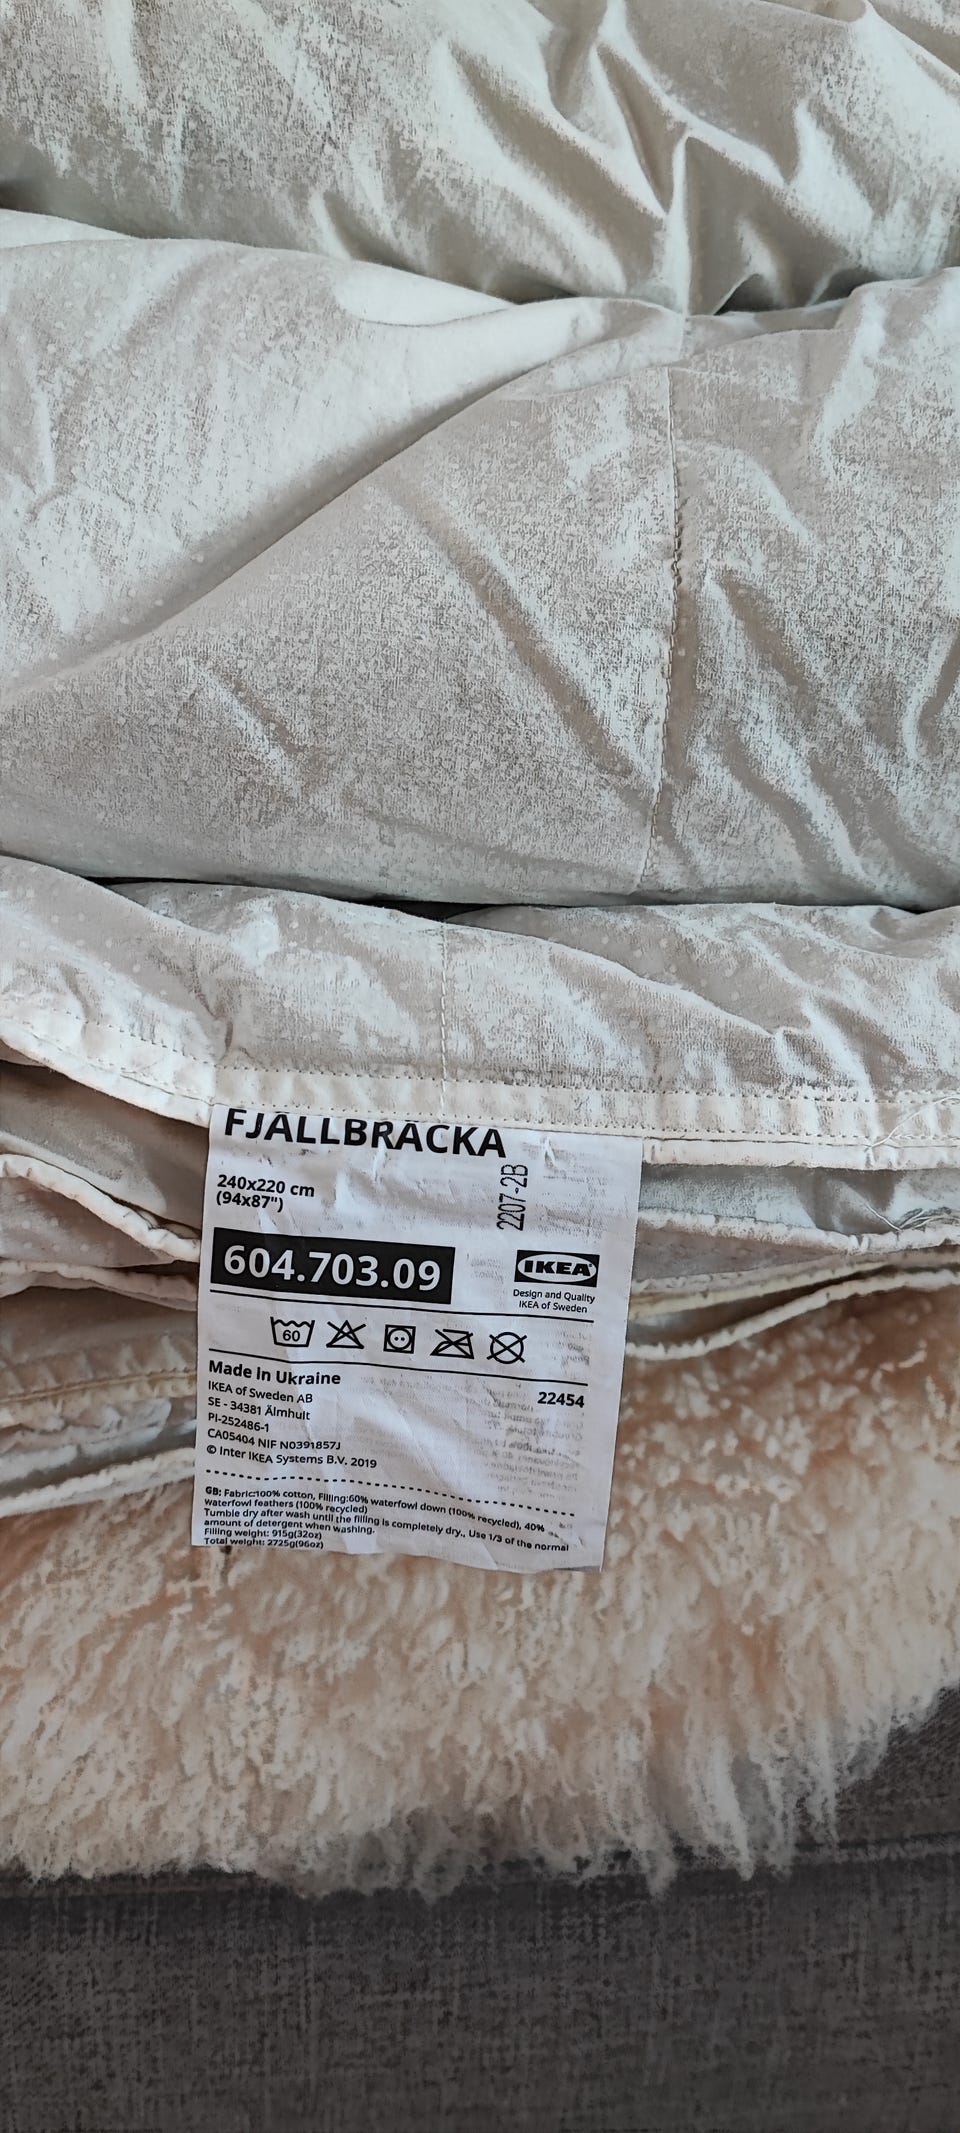 FJÄLLBRÄCKA
240x220 cm
(94x87")
2207-2B
604.703.09
IKEA
Design and Quality
IKEA of Sweden
60
Made in Ukraine
22454
IKEA of Sweden AB
SE - 34381 Älmhult
PI-252486-1
CA05404 NIF N0391857J
© Inter IKEA Systems B.V. 2019
GB: Fabric:100% cotton, Filling:60% waterfowl down (100% recycled), 40%
Waterfowl feathers (100% recycled)
Tumble dry after wash until the filling is completely dry., Use 1/3 of the normal
amount of detergent when washing.
Filling weight: 915g(32oz)
Total weight: 2725g(96oz)